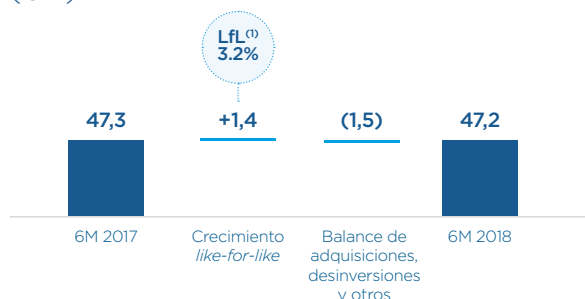 LfL(1)
3.2%
47,3
+1,4
(1,5)
47,2
6M 2017
Crecimiento
like-for-like
Balance de
adquisiciones,
desinversiones
y otros
6M 2018